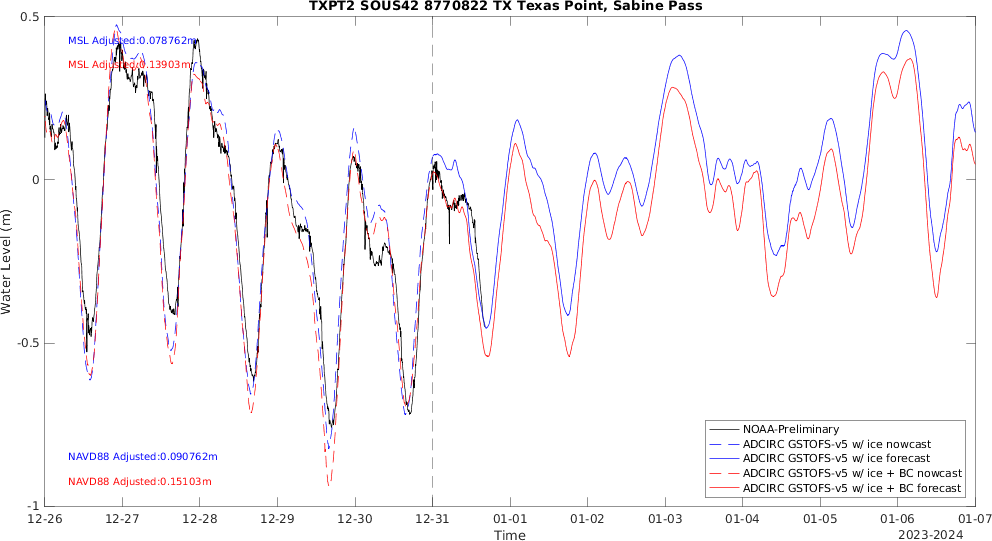 TXPT2 SOUS42 8770822 TX Texas Point, Sabine Pass
0.5
MSL Adjusted:0.078762m
MSL Adjusted:0.13903m
0
Water Level (m)
-0.5
NAVD88 Adjusted:0.090762m
NAVD88 Adjusted:0.15103m
NOAA-Preliminary
ADCIRC GSTOFS-v5 w/ ice nowcast
ADCIRC GSTOFS-v5 w/ ice forecast
ADCIRC GSTOFS-v5 w/ ice + BC nowcast
ADCIRC GSTOFS-v5 w/ ice + BC forecast
-1
12-26 12-27 12-28 12-29 12-30 12-31 01-01 01-02 01-03 01-04 01-05 01-06 01-07
Time
2023-2024